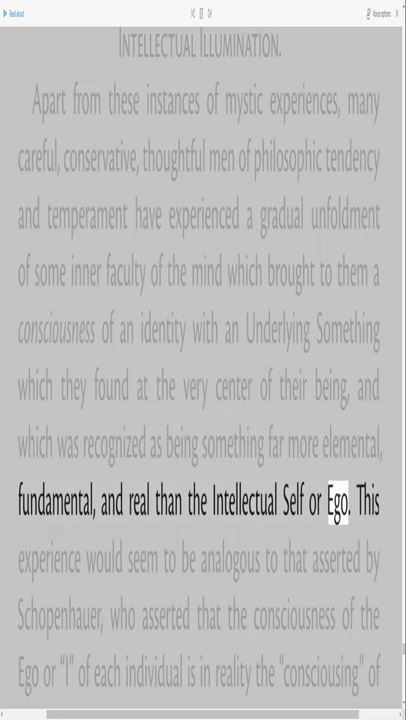 Read aloud
Voice options
INTELLECTUAL ILLUMINATION.
Apart from these instances of mystic experiences, many
careful, conservative, thoughtful men of philosophic tendency
and temperament have experienced a gradual unfoldment
of some inner faculty of the mind which brought to them a
consciousness of an identity with an Underlying Something
which they found at the very center of their being, and
which was recognized as being something far more elemental,
fundamental, and real than the Intellectual Self or Ego. This
experience would seem to be analogous to that asserted by
Schopenhauer, who asserted that the consciousness of the
Ego or “I” of each individual is in reality the “consciousing” of